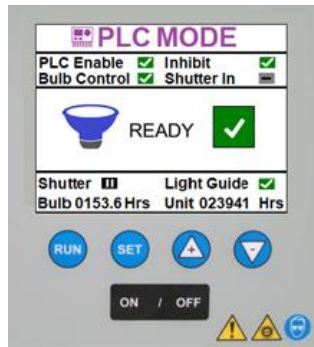 PLC MODE
PLC Enable Inhibit
Bulb Control Shutter In
READY
Shutter Light Guide
Bulb 0153.6 Hrs Unit 023941 Hrs
RUN SET + -
ON / OFF